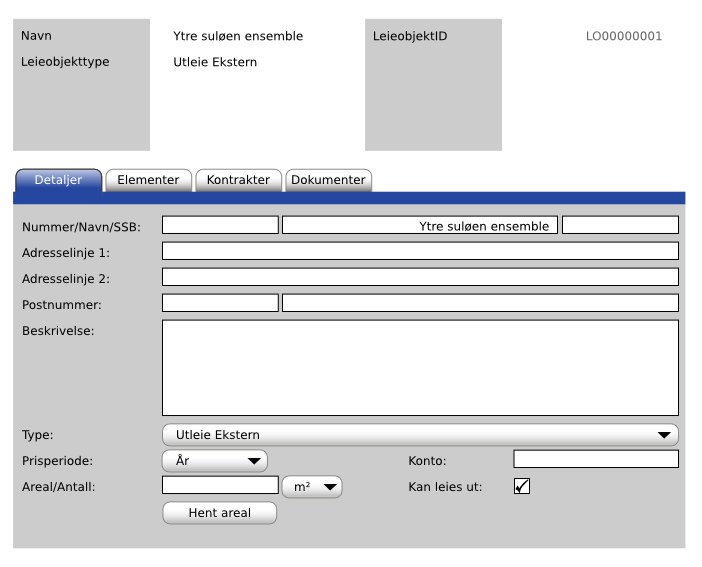 Navn Ytre suløen ensemble LeieobjektID LO00000001
Leieobjekttype Utleie Ekstern
Detaljer Elementer Kontrakter Dokumenter
Nummer/Navn/SSB: Ytre suløen ensemble
Adresselinje 1:
Adresselinje 2:
Postnummer:
Beskrivelse:
Type: Utleie Ekstern
Prisperiode: År Konto:
Areal/Antall: m² Kan leies ut:
Hent areal